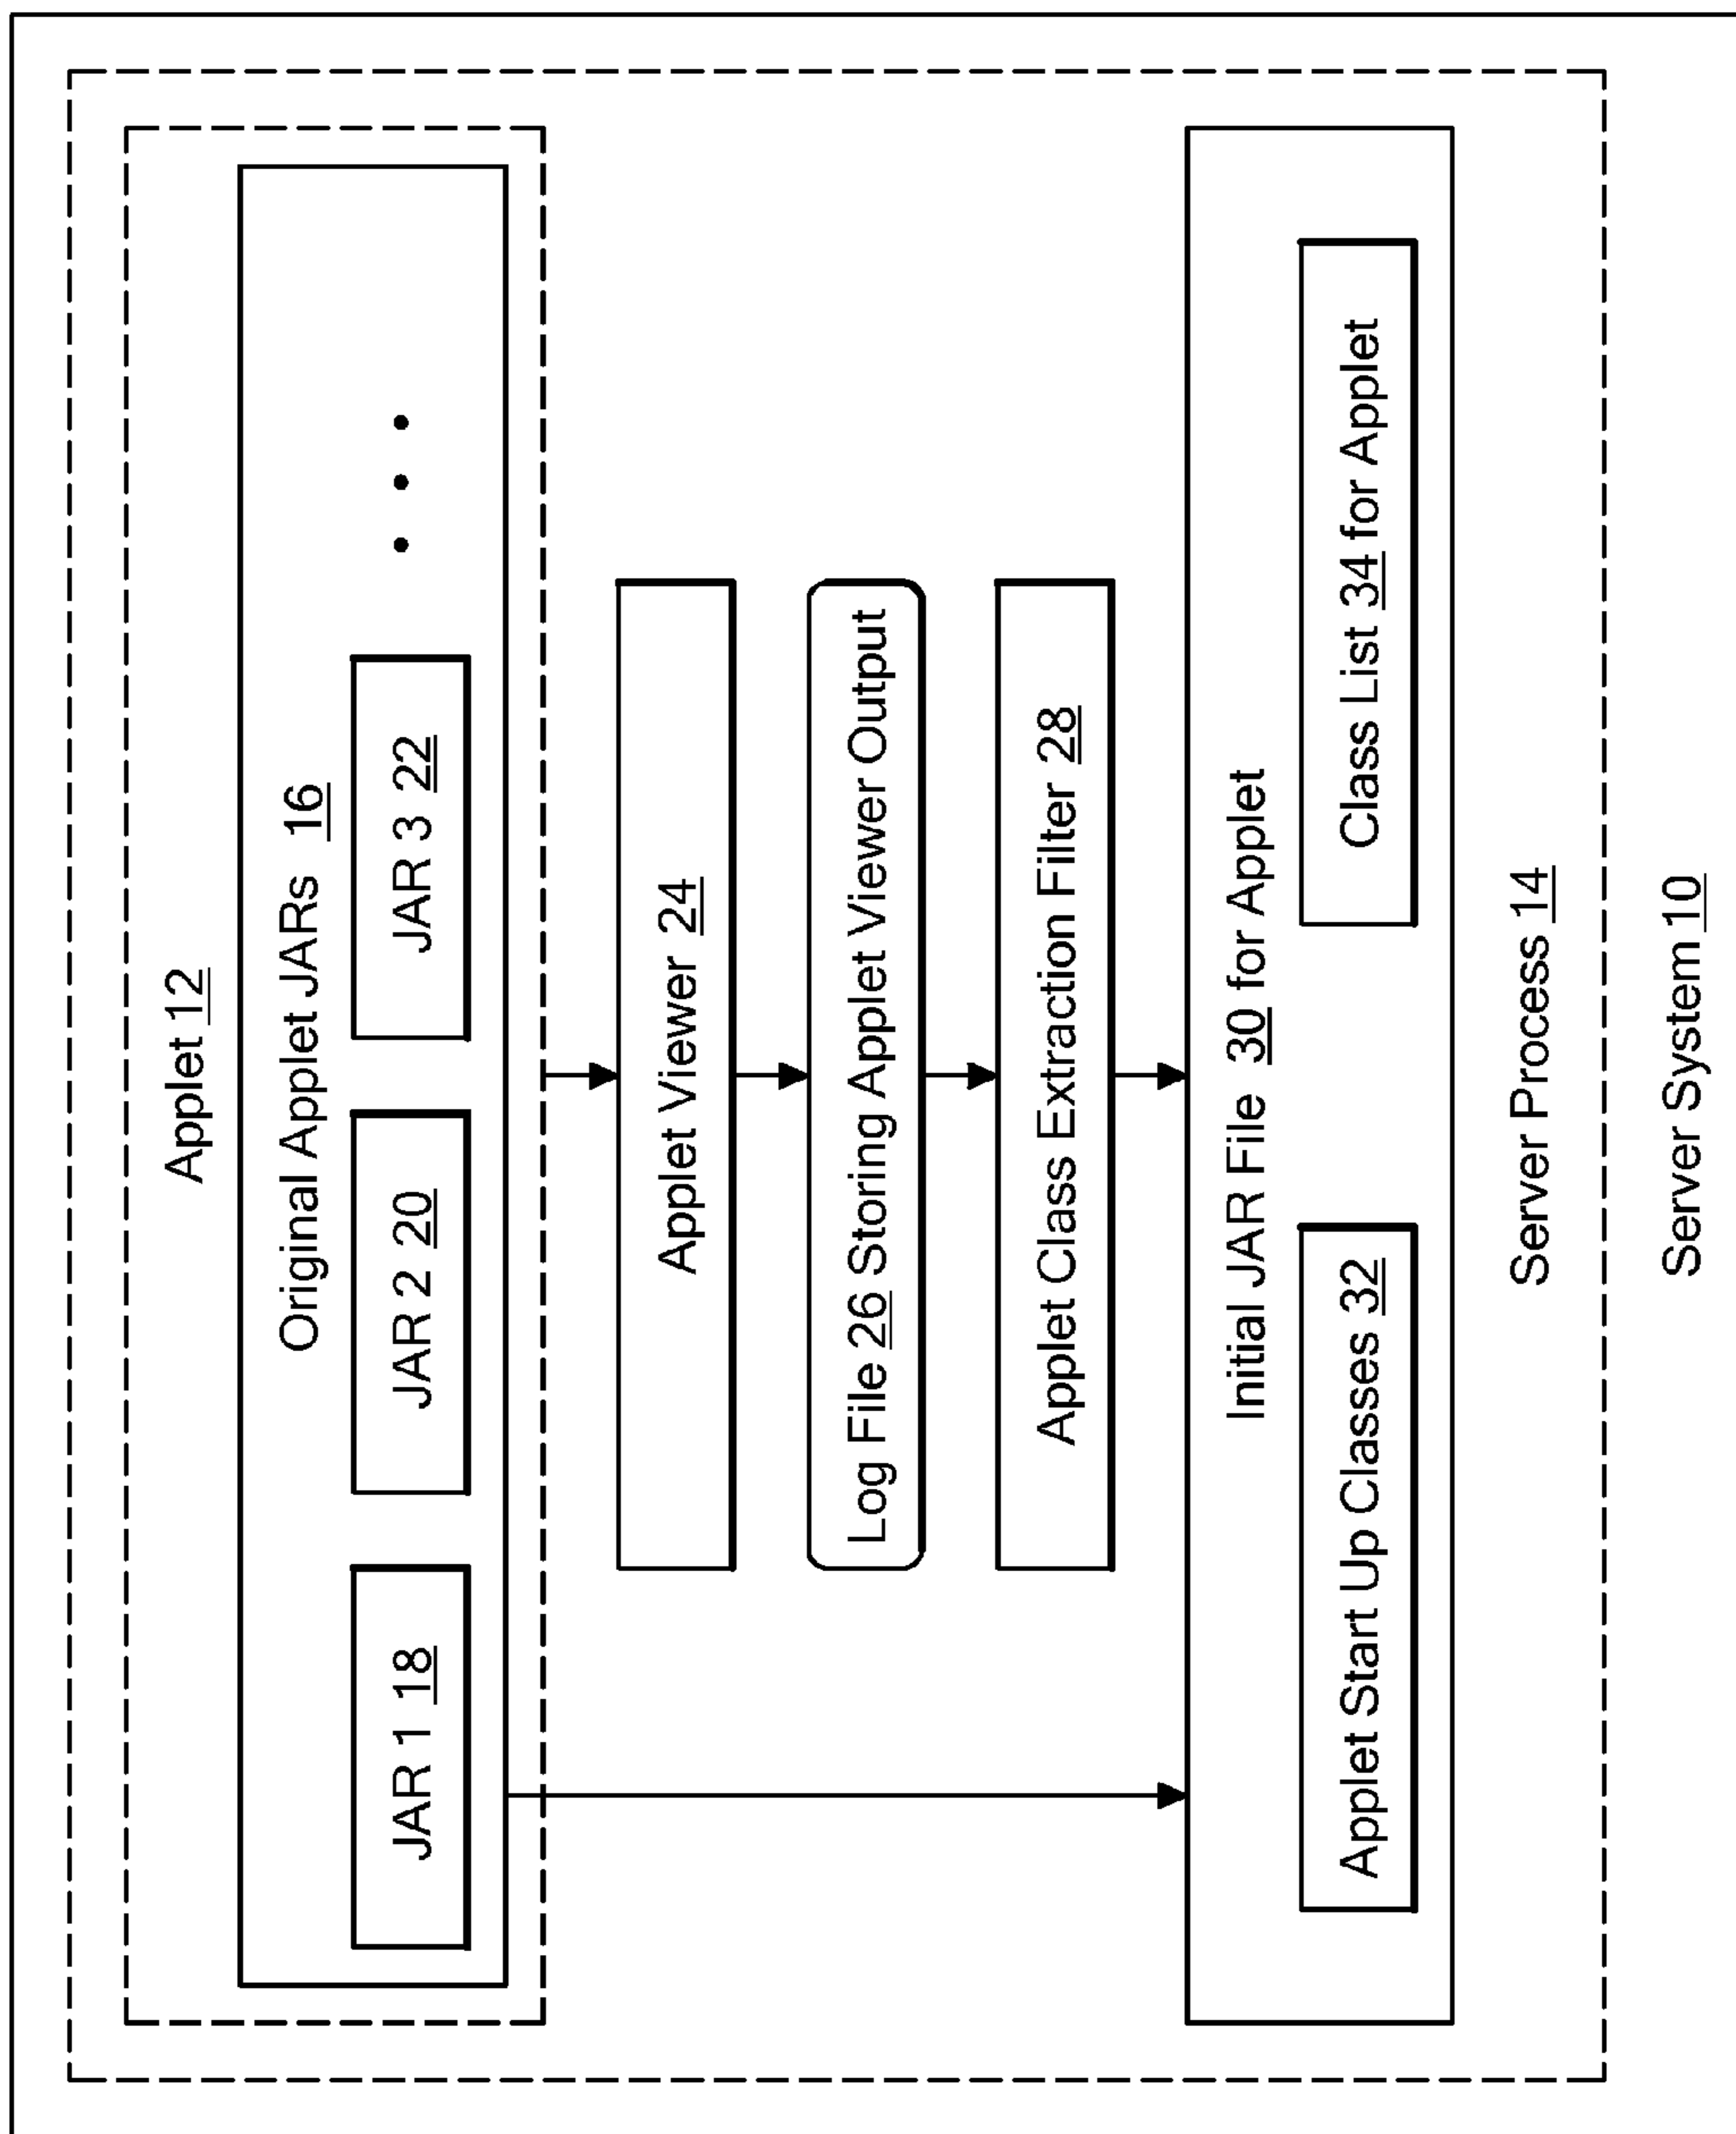 Applet 12
Original Applet JARs 16
JAR 1 18
JAR 2 20
JAR 3 22
Applet Viewer 24
Log File 26 Storing Applet Viewer Output
Applet Class Extraction Filter 28
Initial JAR File 30 for Applet
Applet Start Up Classes 32
Class List 34 for Applet
Server Process 14
Server System 10